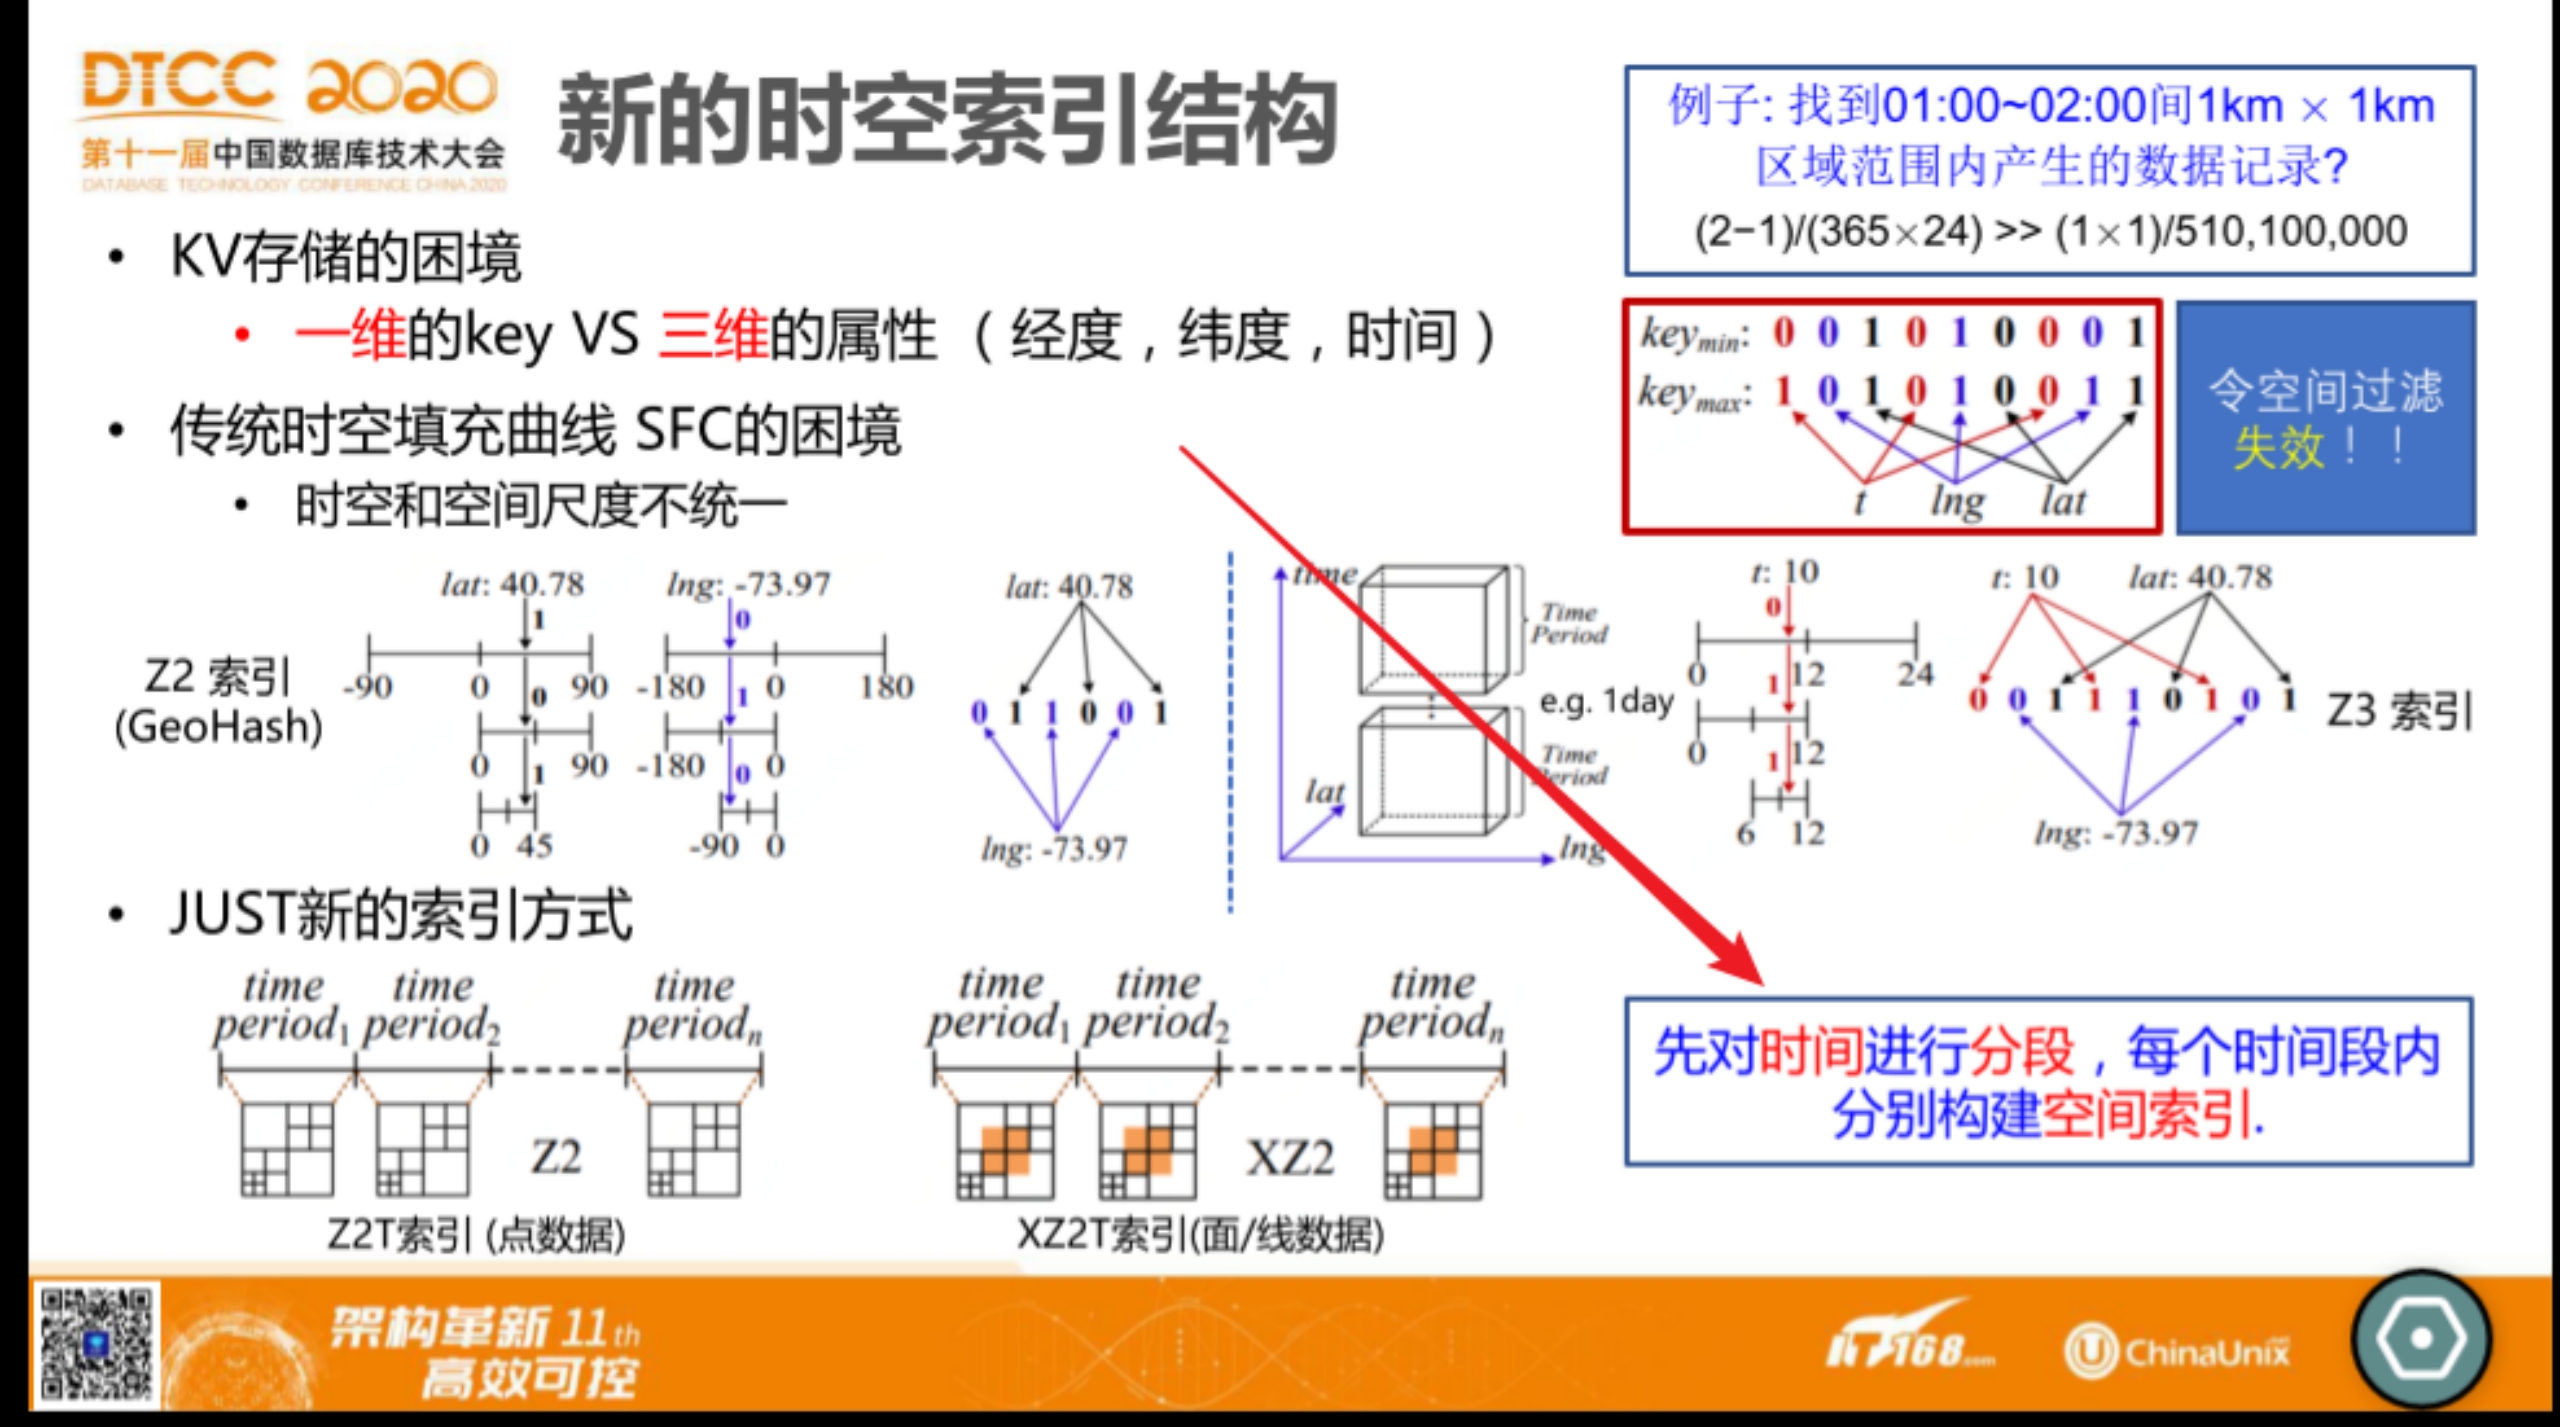 DTCC 2020
第十一届中国数据库技术大会
DATABASE TECHNOLOGY CONFERENCE CHINA 2020
新的时空索引结构
例子: 找到01:00~02:00间1km × 1km
区域范围内产生的数据记录?
(2−1)/(365×24) >> (1×1)/510,100,000
• KV存储的困境
• 一维的key VS 三维的属性（经度，纬度，时间）
• 传统时空填充曲线 SFC的困境
• 时空和空间尺度不统一
keymin: 0 0 1 0 1 0 0 0 1
keymax: 1 0 1 0 1 0 0 1 1
t lng lat
令空间过滤
失效！！
Z2 索引
(GeoHash)
lat: 40.78
1
-90 0 90
0
0 90
1
0 45
lng: -73.97
0
-180 0 180
1
-180 0
0
-90 0
lat: 40.78
0 1 1 0 0 1
lng: -73.97
time
lat
lng
Time
Period
e.g. 1day
Time
Period
t: 10
0
0 12 24
1
0 12
1
6 12
t: 10 lat: 40.78
0 0 1 1 1 0 1 0 1
lng: -73.97
Z3 索引
• JUST新的索引方式
time period1 time period2 time periodn
Z2
Z2T索引 (点数据)
time period1 time period2 time periodn
XZ2
XZ2T索引(面/线数据)
先对时间进行分段，每个时间段内
分别构建空间索引.
架构革新 11th
高效可控
IT168.com
ChinaUnix.net